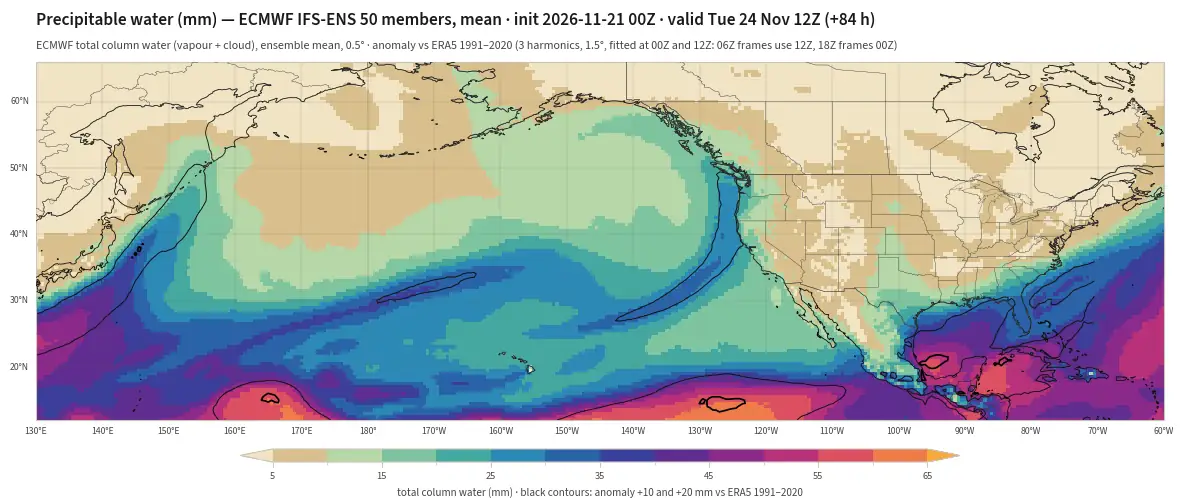 Precipitable water (mm) — ECMWF IFS-ENS 50 members, mean · init 2026-11-21 00Z · valid Tue 24 Nov 12Z (+84 h)
ECMWF total column water (vapour + cloud), ensemble mean, 0.5° · anomaly vs ERA5 1991–2020 (3 harmonics, 1.5°, fitted at 00Z and 12Z: 06Z frames use 12Z, 18Z frames 00Z)
60°N
50°N
40°N
30°N
20°N
130°E 140°E 150°E 160°E 170°E 180° 170°W 160°W 150°W 140°W 130°W 120°W 110°W 100°W 90°W 80°W 70°W 60°W
5 15 25 35 45 55 65
total column water (mm) · black contours: anomaly +10 and +20 mm vs ERA5 1991–2020